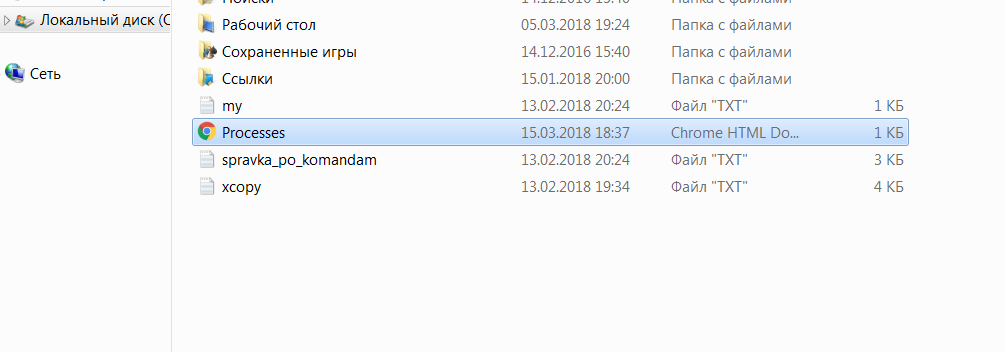 Локальный диск (С
Сеть
Поиски 14.12.2016 15:40 Папка с файлами
Рабочий стол 05.03.2018 19:24 Папка с файлами
Сохраненные игры 14.12.2016 15:40 Папка с файлами
Ссылки 15.01.2018 20:00 Папка с файлами
my 13.02.2018 20:24 Файл "TXT" 1 КБ
Processes 15.03.2018 18:37 Chrome HTML Do... 1 КБ
spravka_po_komandam 13.02.2018 20:24 Файл "TXT" 3 КБ
xcopy 13.02.2018 19:34 Файл "TXT" 4 КБ